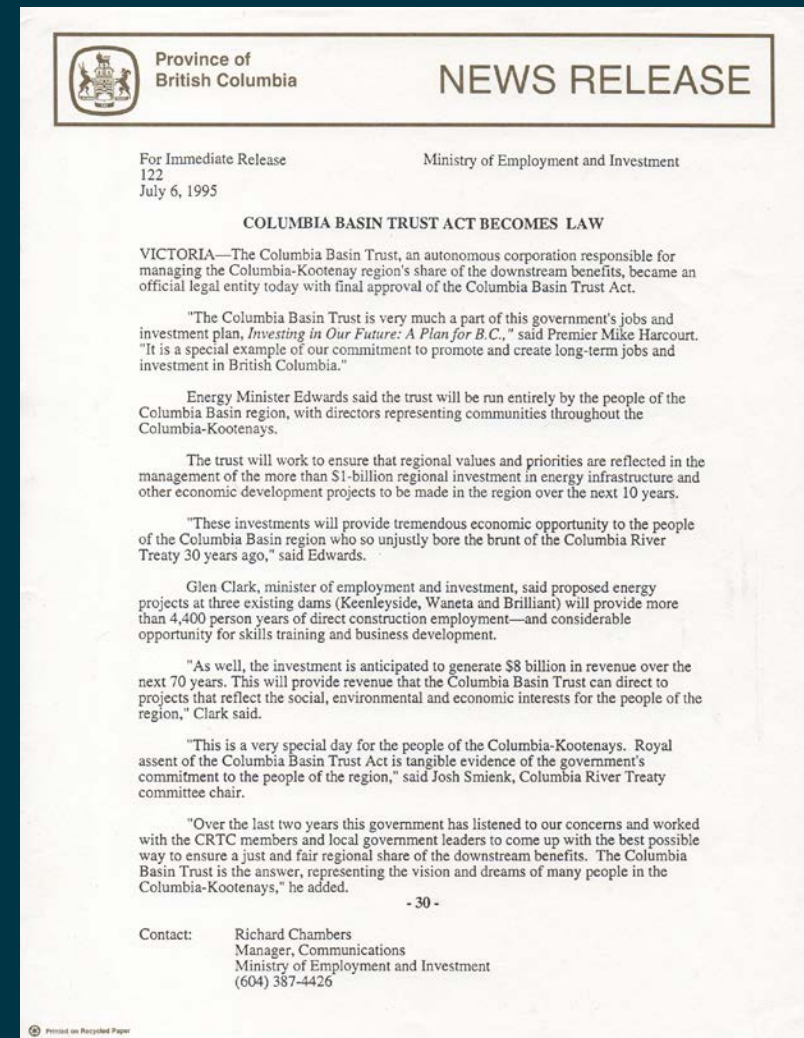 Province of
British Columbia
NEWS RELEASE
For Immediate Release
122
July 6, 1995
Ministry of Employment and Investment
COLUMBIA BASIN TRUST ACT BECOMES LAW
VICTORIA—The Columbia Basin Trust, an autonomous corporation responsible for
managing the Columbia-Kootenay region's share of the downstream benefits, became an
official legal entity today with final approval of the Columbia Basin Trust Act.
"The Columbia Basin Trust is very much a part of this government's jobs and
investment plan, Investing in Our Future: A Plan for B.C.," said Premier Mike Harcourt.
"It is a special example of our commitment to promote and create long-term jobs and
investment in British Columbia."
Energy Minister Edwards said the trust will be run entirely by the people of the
Columbia Basin region, with directors representing communities throughout the
Columbia-Kootenays.
The trust will work to ensure that regional values and priorities are reflected in the
management of the more than $1-billion regional investment in energy infrastructure and
other economic development projects to be made in the region over the next 10 years.
"These investments will provide tremendous economic opportunity to the people
of the Columbia Basin region who so unjustly bore the brunt of the Columbia River
Treaty 30 years ago," said Edwards.
Glen Clark, minister of employment and investment, said proposed energy
projects at three existing dams (Keenleyside, Waneta and Brilliant) will provide more
than 4,400 person years of direct construction employment—and considerable
opportunity for skills training and business development.
"As well, the investment is anticipated to generate $8 billion in revenue over the
next 70 years. This will provide revenue that the Columbia Basin Trust can direct to
projects that reflect the social, environmental and economic interests for the people of the
region," Clark said.
"This is a very special day for the people of the Columbia-Kootenays. Royal
assent of the Columbia Basin Trust Act is tangible evidence of the government's
commitment to the people of the region," said Josh Smienk, Columbia River Treaty
committee chair.
"Over the last two years this government has listened to our concerns and worked
with the CRTC members and local government leaders to come up with the best possible
way to ensure a just and fair regional share of the downstream benefits. The Columbia
Basin Trust is the answer, representing the vision and dreams of many people in the
Columbia-Kootenays," he added.
- 30 -
Contact: Richard Chambers
Manager, Communications
Ministry of Employment and Investment
(604) 387-4426
Printed on Recycled Paper